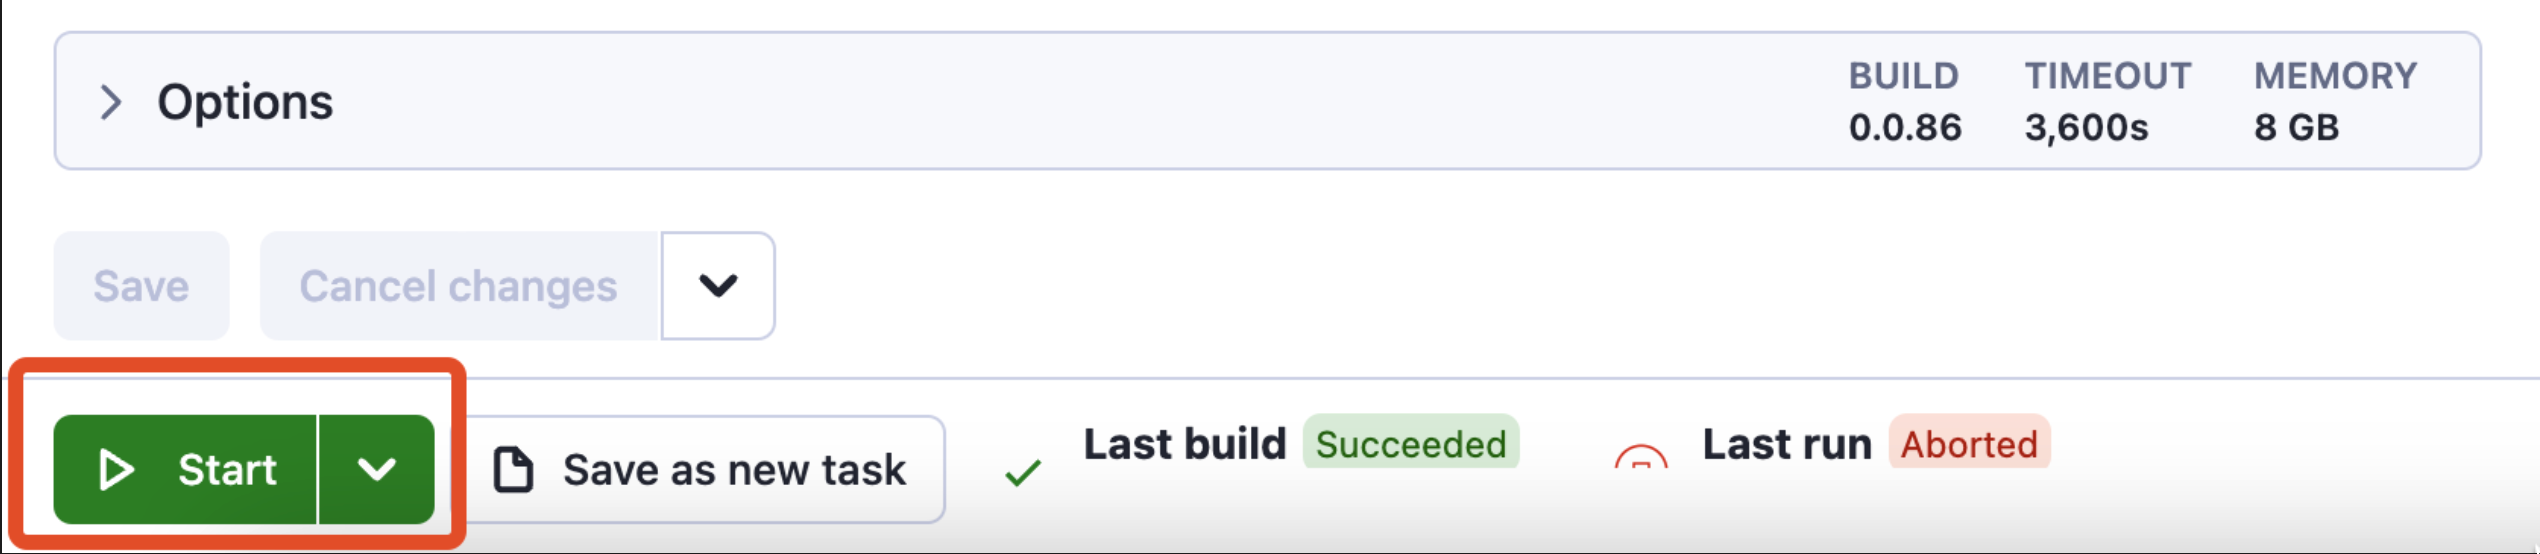 Options
BUILD TIMEOUT MEMORY
0.0.86 3,600s 8 GB
Save Cancel changes
Start Save as new task Last build Succeeded Last run Aborted